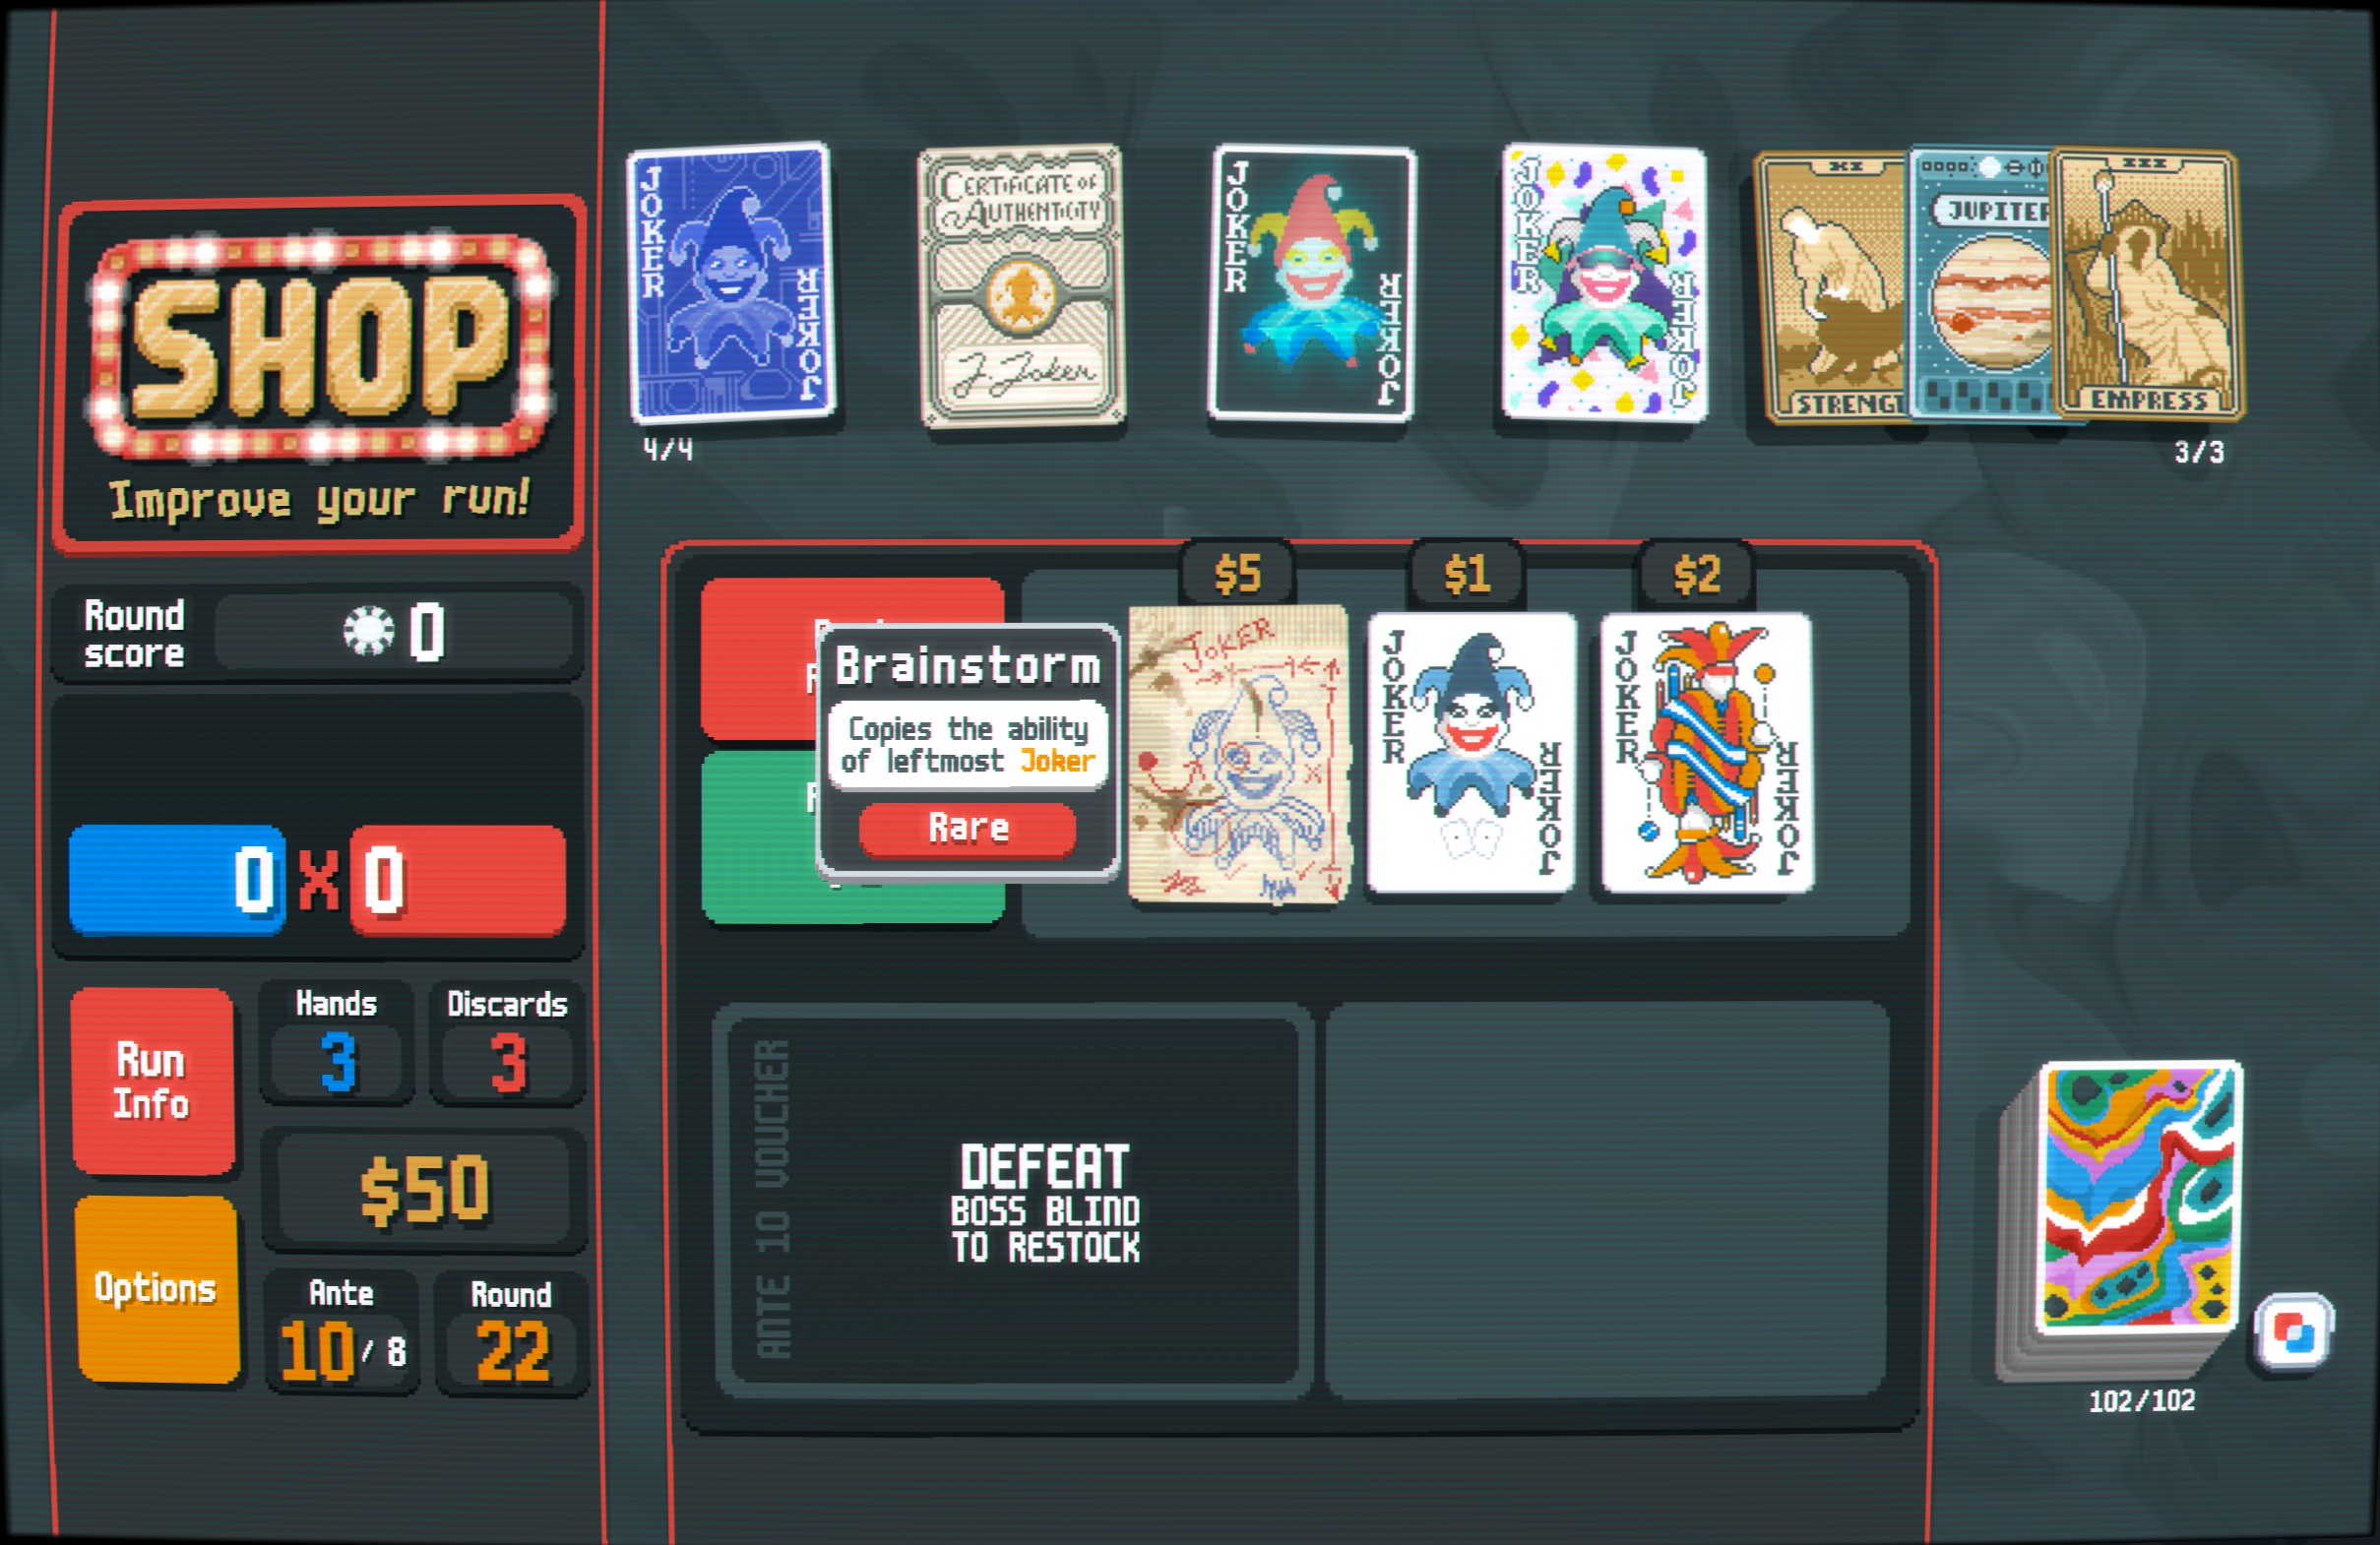 SHOP
Improve your run!
Round
score
0
0 X 0
Run
Info
Hands
3
Discards
3
$50
Options
Ante
10 / 8
Round
22
JOKER
JOKER
4/4
CERTIFICATE OF
AUTHENTICITY
J. Joker
JOKER
JOKER
JOKER
JOKER
XI
STRENGT
JUPITER
III
EMPRESS
3/3
$5
$1
$2
Brainstorm
Copies the ability
of leftmost Joker
Rare
JOKER
JOKER
JOKER
JOKER
JOKER
ANTE 10 VOUCHER
DEFEAT
BOSS BLIND
TO RESTOCK
102/102